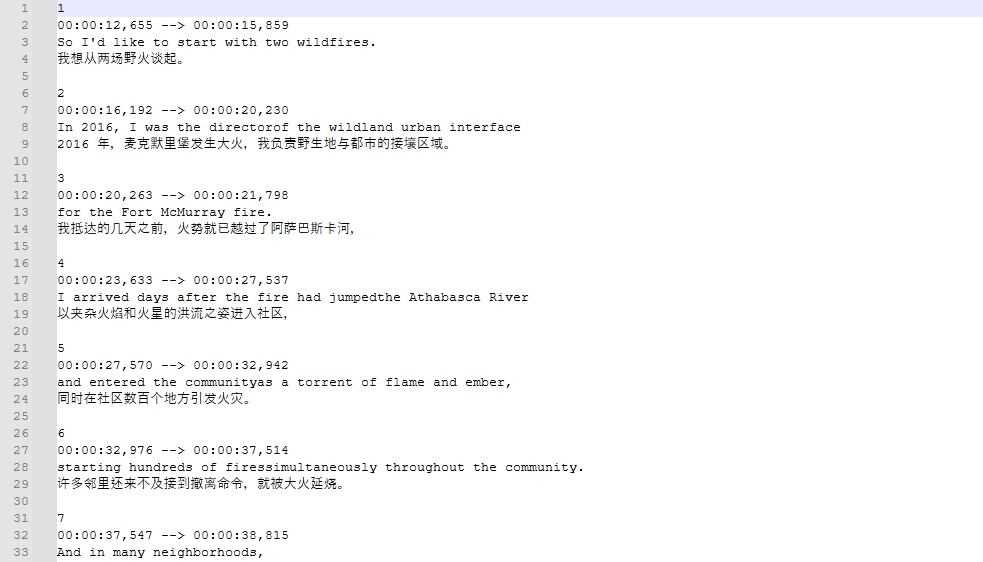 1 1
2 00:00:12,655 --> 00:00:15,859
3 So I'd like to start with two wildfires.
4 我想从两场野火谈起。
5
6 2
7 00:00:16,192 --> 00:00:20,230
8 In 2016, I was the directorof the wildland urban interface
9 2016 年，麦克默里堡发生大火，我负责野生地与都市的接壤区域。
10
11 3
12 00:00:20,263 --> 00:00:21,798
13 for the Fort McMurray fire.
14 我抵达的几天之前，火势就已越过了阿萨巴斯卡河，
15
16 4
17 00:00:23,633 --> 00:00:27,537
18 I arrived days after the fire had jumpedthe Athabasca River
19 以夹杂火焰和火星的洪流之姿进入社区，
20
21 5
22 00:00:27,570 --> 00:00:32,942
23 and entered the communityas a torrent of flame and ember,
24 同时在社区数百个地方引发火灾。
25
26 6
27 00:00:32,976 --> 00:00:37,514
28 starting hundreds of firessimultaneously throughout the community.
29 许多邻里还来不及接到撤离命令，就被大火延烧。
30
31 7
32 00:00:37,547 --> 00:00:38,815
33 And in many neighborhoods,